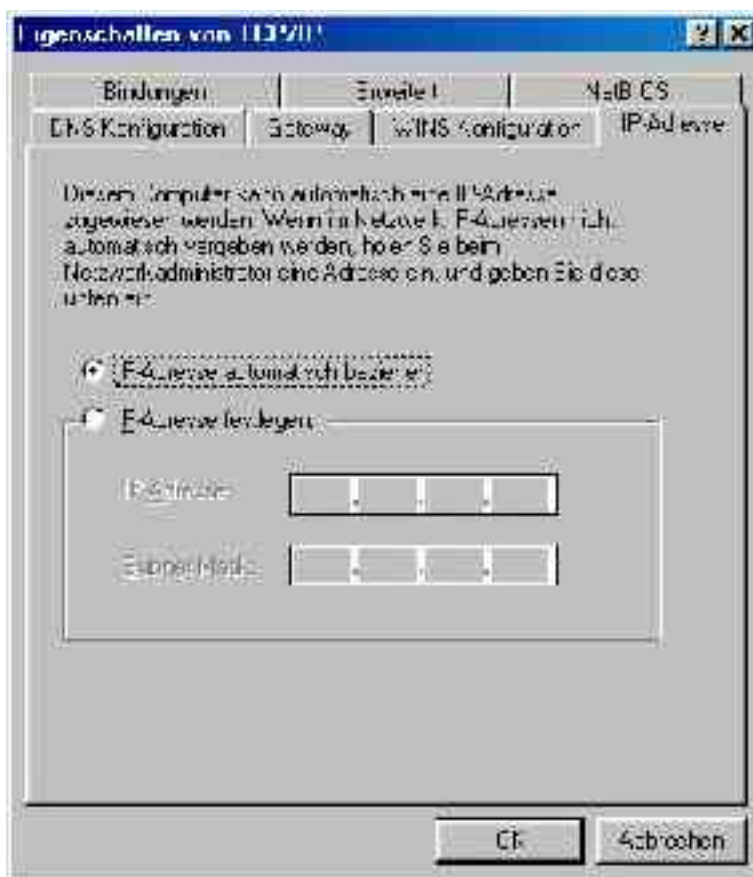 Eigenschaften von TCP/IP
Bindungen
Erweitert
NetBIOS
DNS Konfiguration
Gateway
WINS Konfiguration
IP-Adresse
Diesem Computer kann automatisch eine IP-Adresse
zugewiesen werden. Wenn im Netzwerk IP-Adressen nicht
automatisch vergeben werden, holen Sie beim
Netzwerkadministrator eine Adresse ein, und geben Sie diese
unten ein.
IP-Adresse automatisch beziehen
IP-Adresse festlegen:
IP-Adresse:
Subnet Mask:
OK
Abbrechen